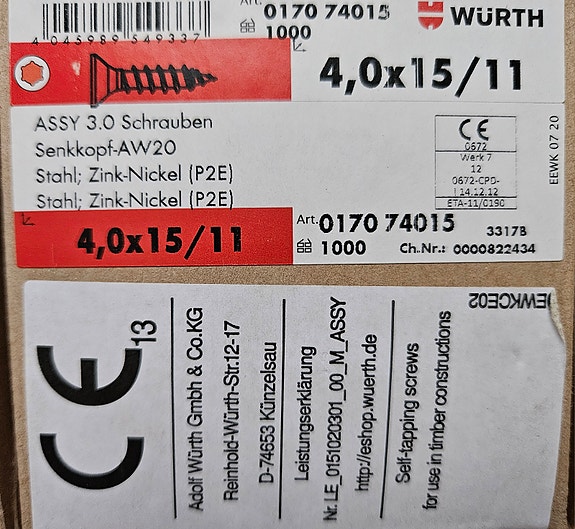 4 045989 549337
Art. 0170 74015
1000
WÜRTH
4,0x15/11
ASSY 3.0 Schrauben
Senkkopf-AW20
Stahl; Zink-Nickel (P2E)
Stahl; Zink-Nickel (P2E)
CE
0672
Werk 7
12
0672-CPD-
I 14.12.12
ETA-11/0190
EEWK 07 20
4,0x15/11
Art. 0170 74015
3317B
1000
Ch.Nr.: 0000822434
CE
13
Adolf Würth Gmbh & Co.KG
Reinhold-Würth-Str.12-17
D-74653 Künzelsau
Leistungserklärung
Nr. LE_0151020301_00_M_ASSY
http://eshop.wuerth.de
Self-tapping screws
for use in timber constructions
EWKCE02